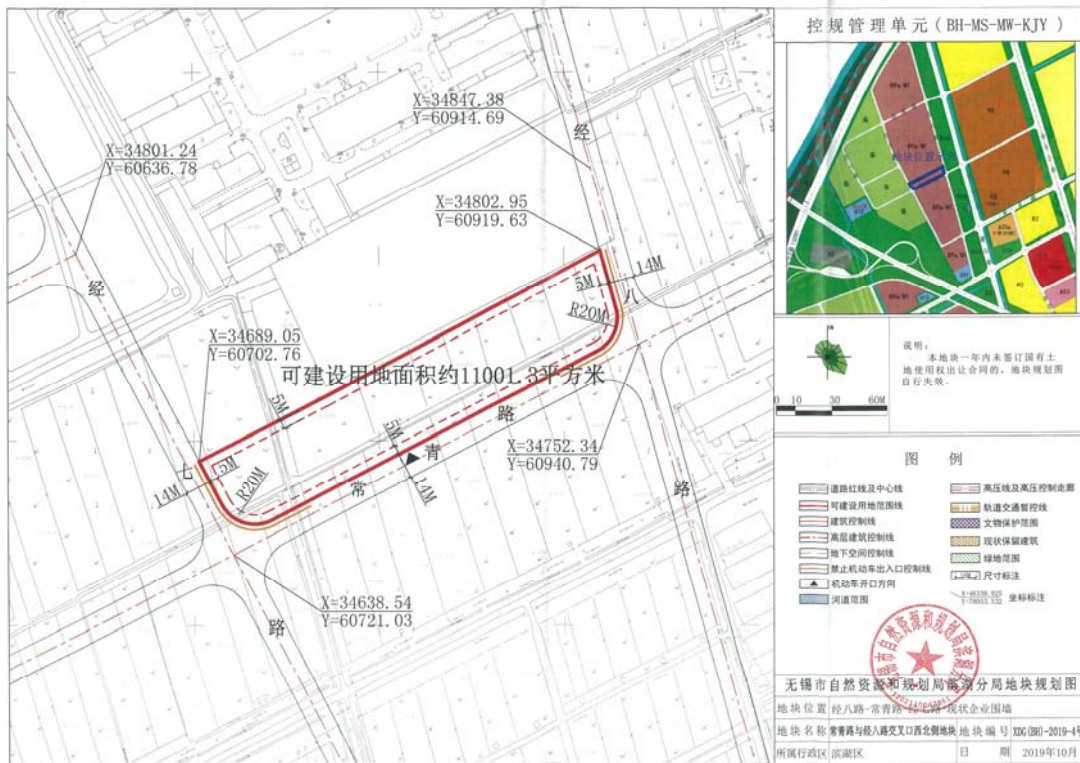 控规管理单元(BH-MS-MW-KJY )
X=34847.38
Y=60914.69
经
X=34801.24
Y=60636.78
X=34802.95
Y=60919.63
经
5M
14M
八
R20M
X=34689.05
Y=60702.76
可建设用地面积约11001.3平方米
5M
5M
路
青
X=34752.34
Y=60940.79
七
5M
14M
R20M
常
14M
路
X=34638.54
Y=60721.03
路
说明:
本地块一年内未签订国有土
地使用权出让合同的,地块规划图
自行失效.
0 10 30 60M
图 例
道路红线及中心线
可建设用地范围线
建筑控制线
高层建筑控制线
地下空间控制线
禁止机动车出入口控制线
机动车开口方向
河道范围
高压线及高压控制走廊
轨道交通暂控线
文物保护范围
现状保留建筑
绿地范围
尺寸标注
坐标标注
无锡市自然资源和规划局滨湖分局地块规划图
地块位置 经八路-常青路-经七路-现状企业围墙
地块名称 常青路与经八路交叉口西北侧地块 地块编号 XDG(BH)-2019-4号
所属行政区 滨湖区 日 期 2019年10月